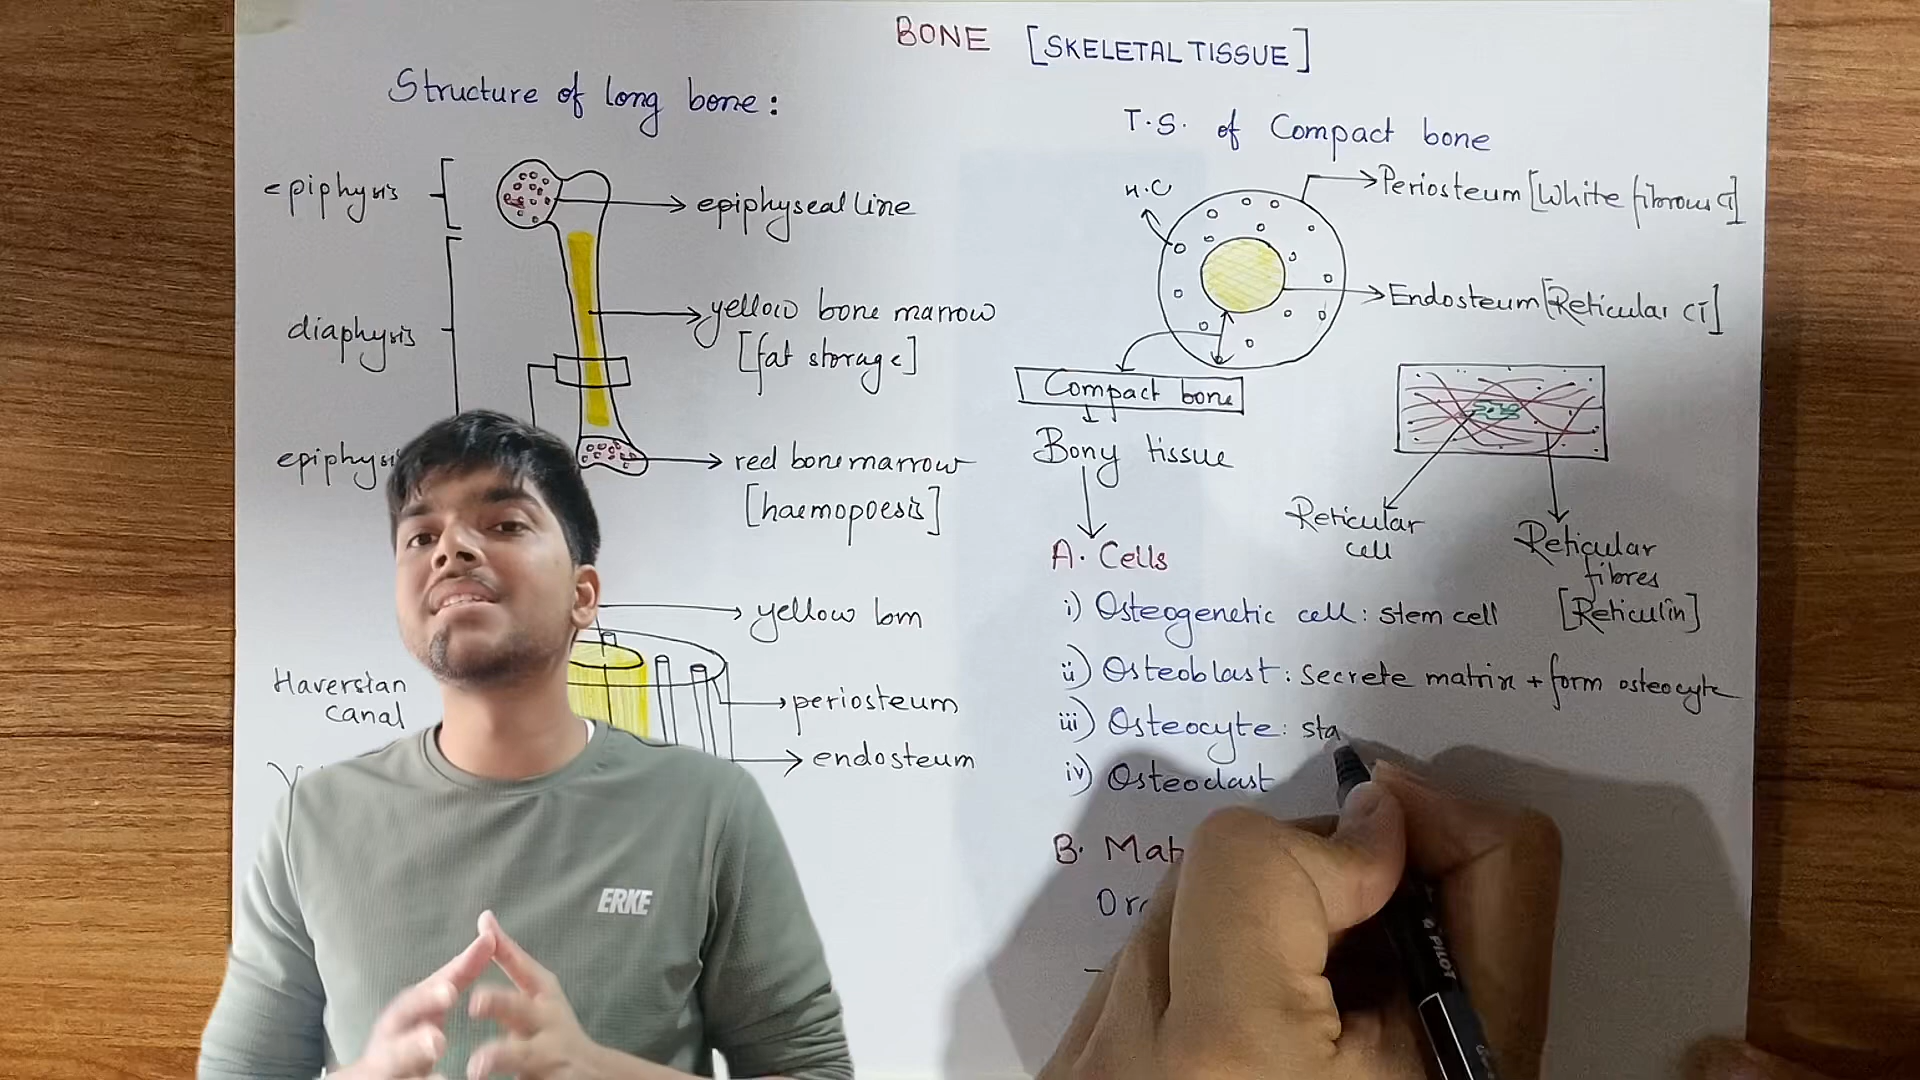 BONE [SKELETAL TISSUE]
Structure of long bone:
epiphysis
epiphyseal line
diaphysis
yellow bone marrow
[fat storage]
red bone marrow
[haemopoesis]
yellow bm
Haversian
canal
periosteum
endosteum
T.S. of Compact bone
H.C
Periosteum [White fibrous CT]
Endosteum [Reticular CT]
Compact bone
Bony tissue
Reticular
cell
Reticular
fibres
[Reticulin]
A. Cells
i) Osteogenetic cell: stem cell
ii) Osteoblast: secrete matrix + form osteocyte
iii) Osteocyte: sta
iv) Osteoclast
B.
ERKE
PILOT